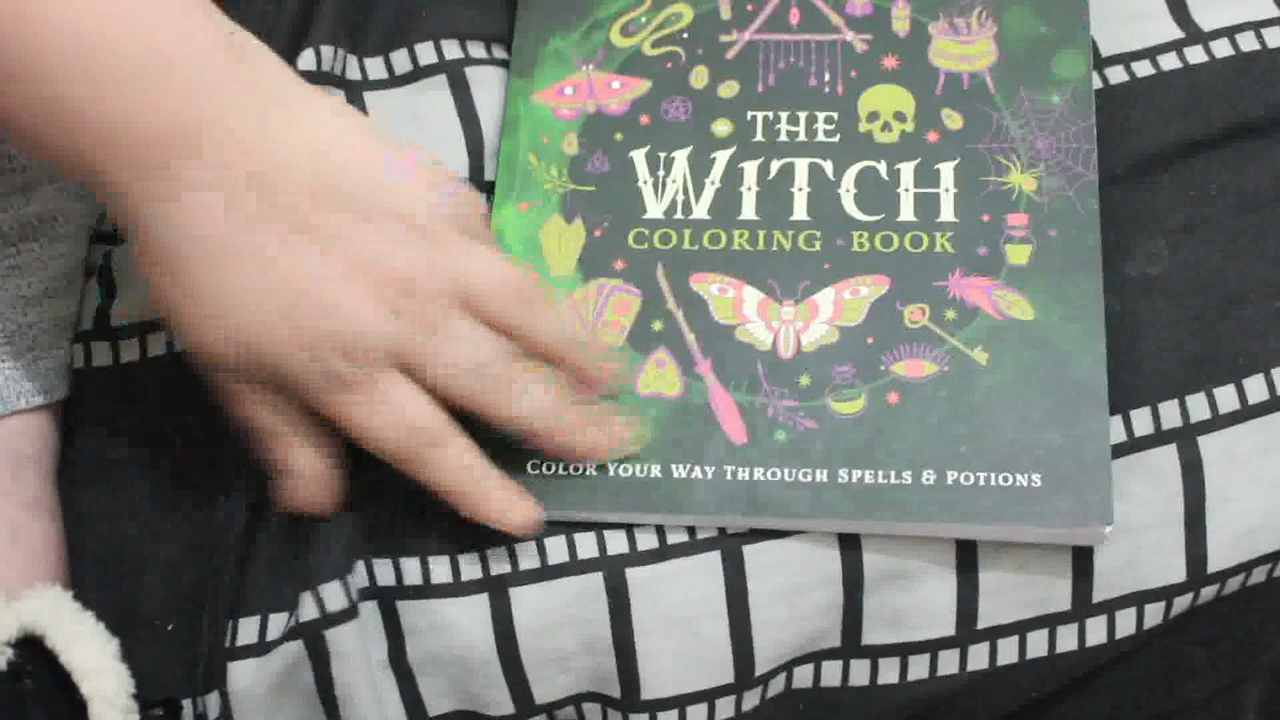 THE
WITCH
COLORING BOOK
COLOR YOUR WAY THROUGH SPELLS & POTIONS